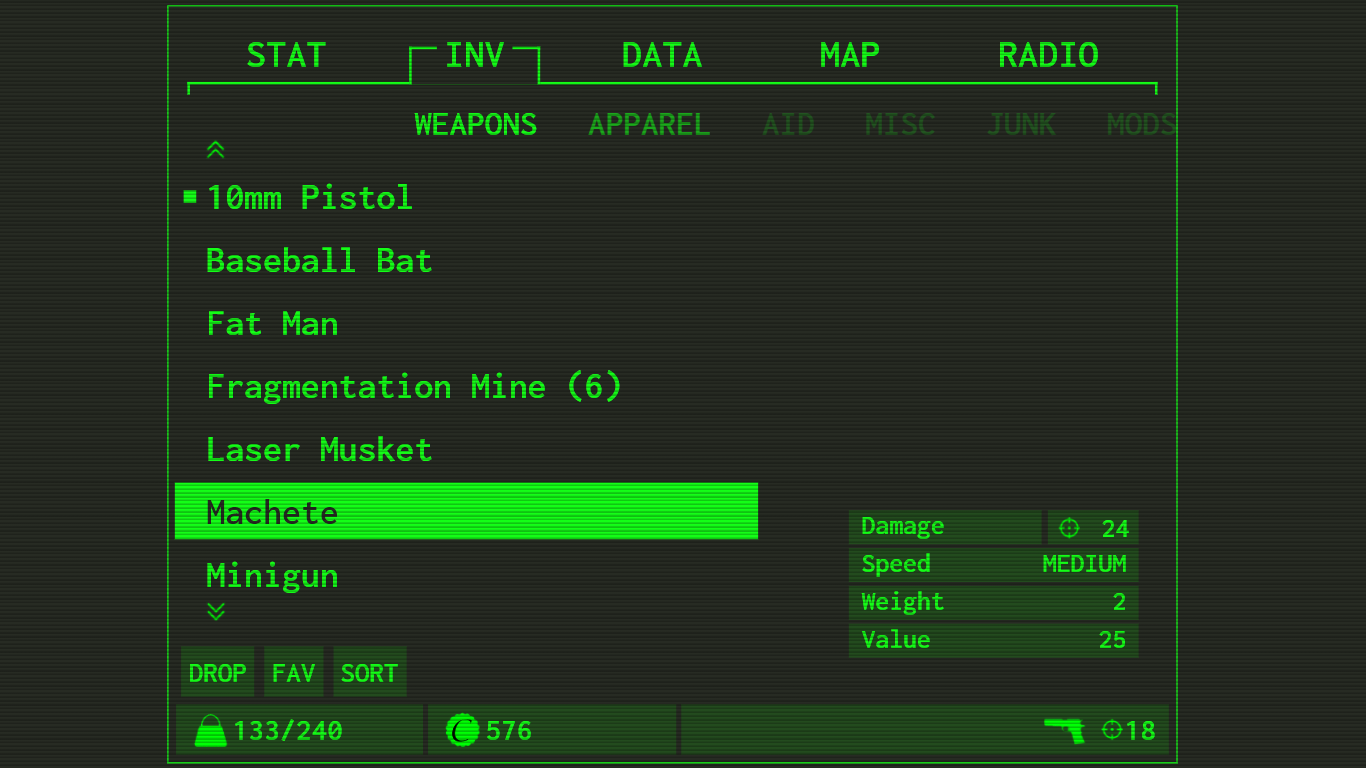 STAT INV DATA MAP RADIO
WEAPONS APPAREL AID MISC JUNK MODS
10mm Pistol
Baseball Bat
Fat Man
Fragmentation Mine (6)
Laser Musket
Machete
Minigun
Damage 24
Speed MEDIUM
Weight 2
Value 25
DROP FAV SORT
133/240 576 18